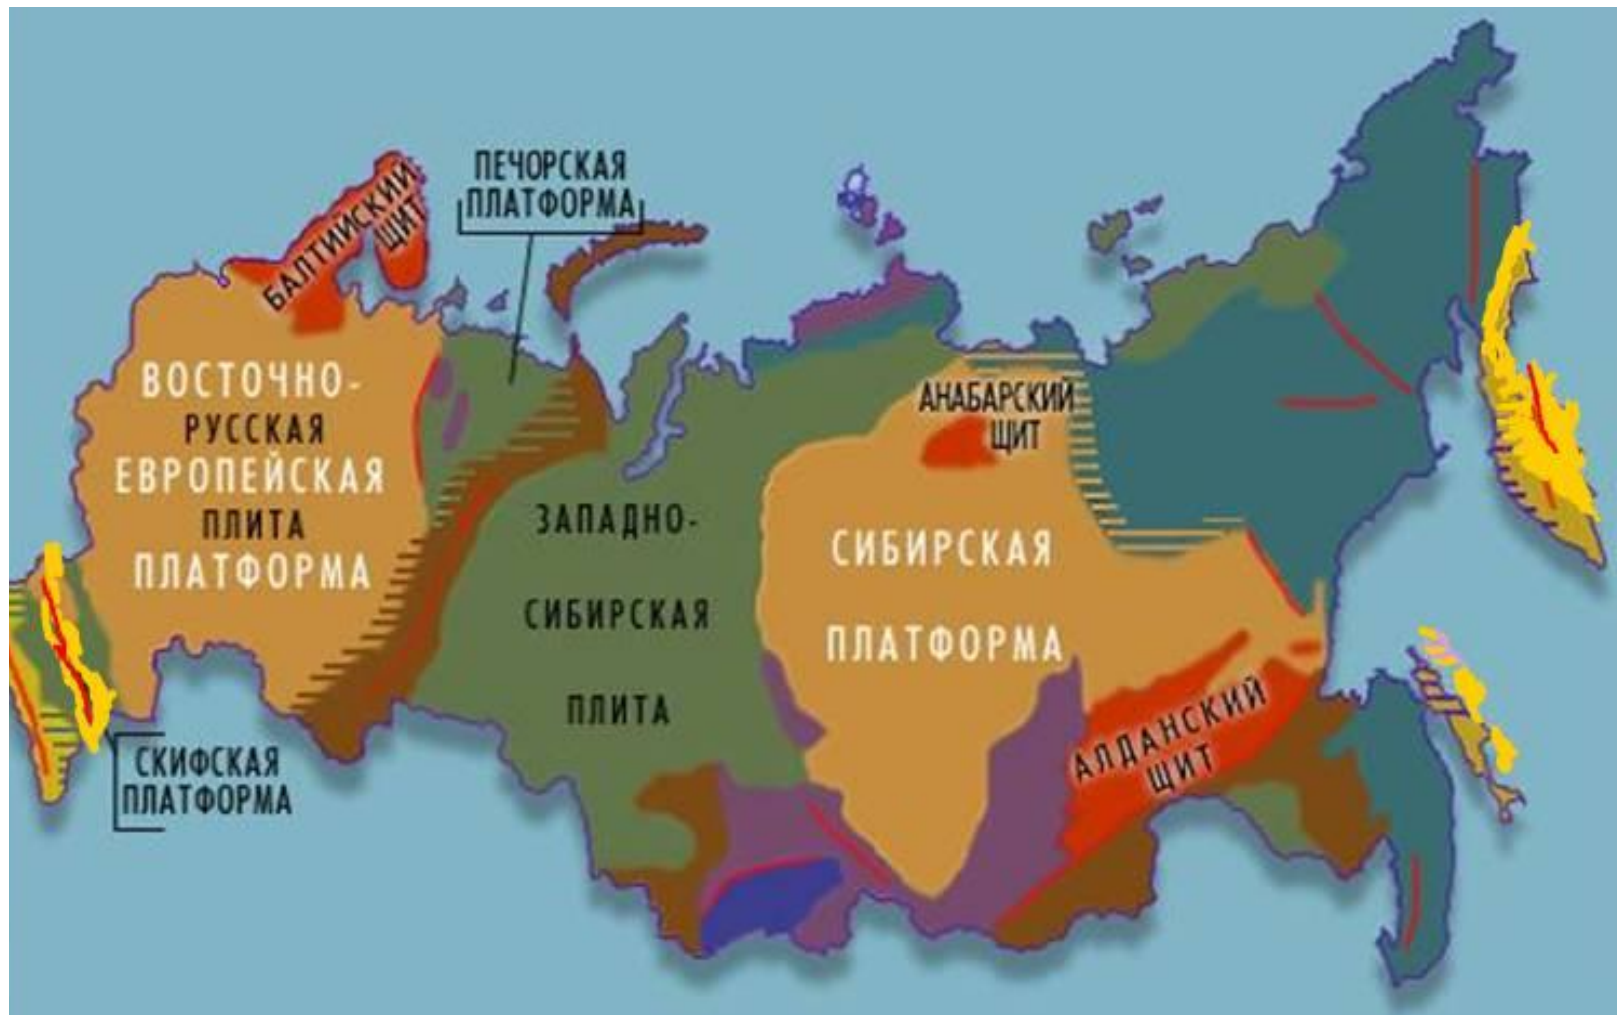 ПЕЧОРСКАЯ
ПЛАТФОРМА
БАЛТИЙСКИЙ
ЩИТ
ВОСТОЧНО-
РУССКАЯ
ЕВРОПЕЙСКАЯ
ПЛИТА
ПЛАТФОРМА
АНАБАРСКИЙ
ЩИТ
ЗАПАДНО-
СИБИРСКАЯ
ПЛИТА
СИБИРСКАЯ
ПЛАТФОРМА
АЛДАНСКИЙ
ЩИТ
СКИФСКАЯ
ПЛАТФОРМА